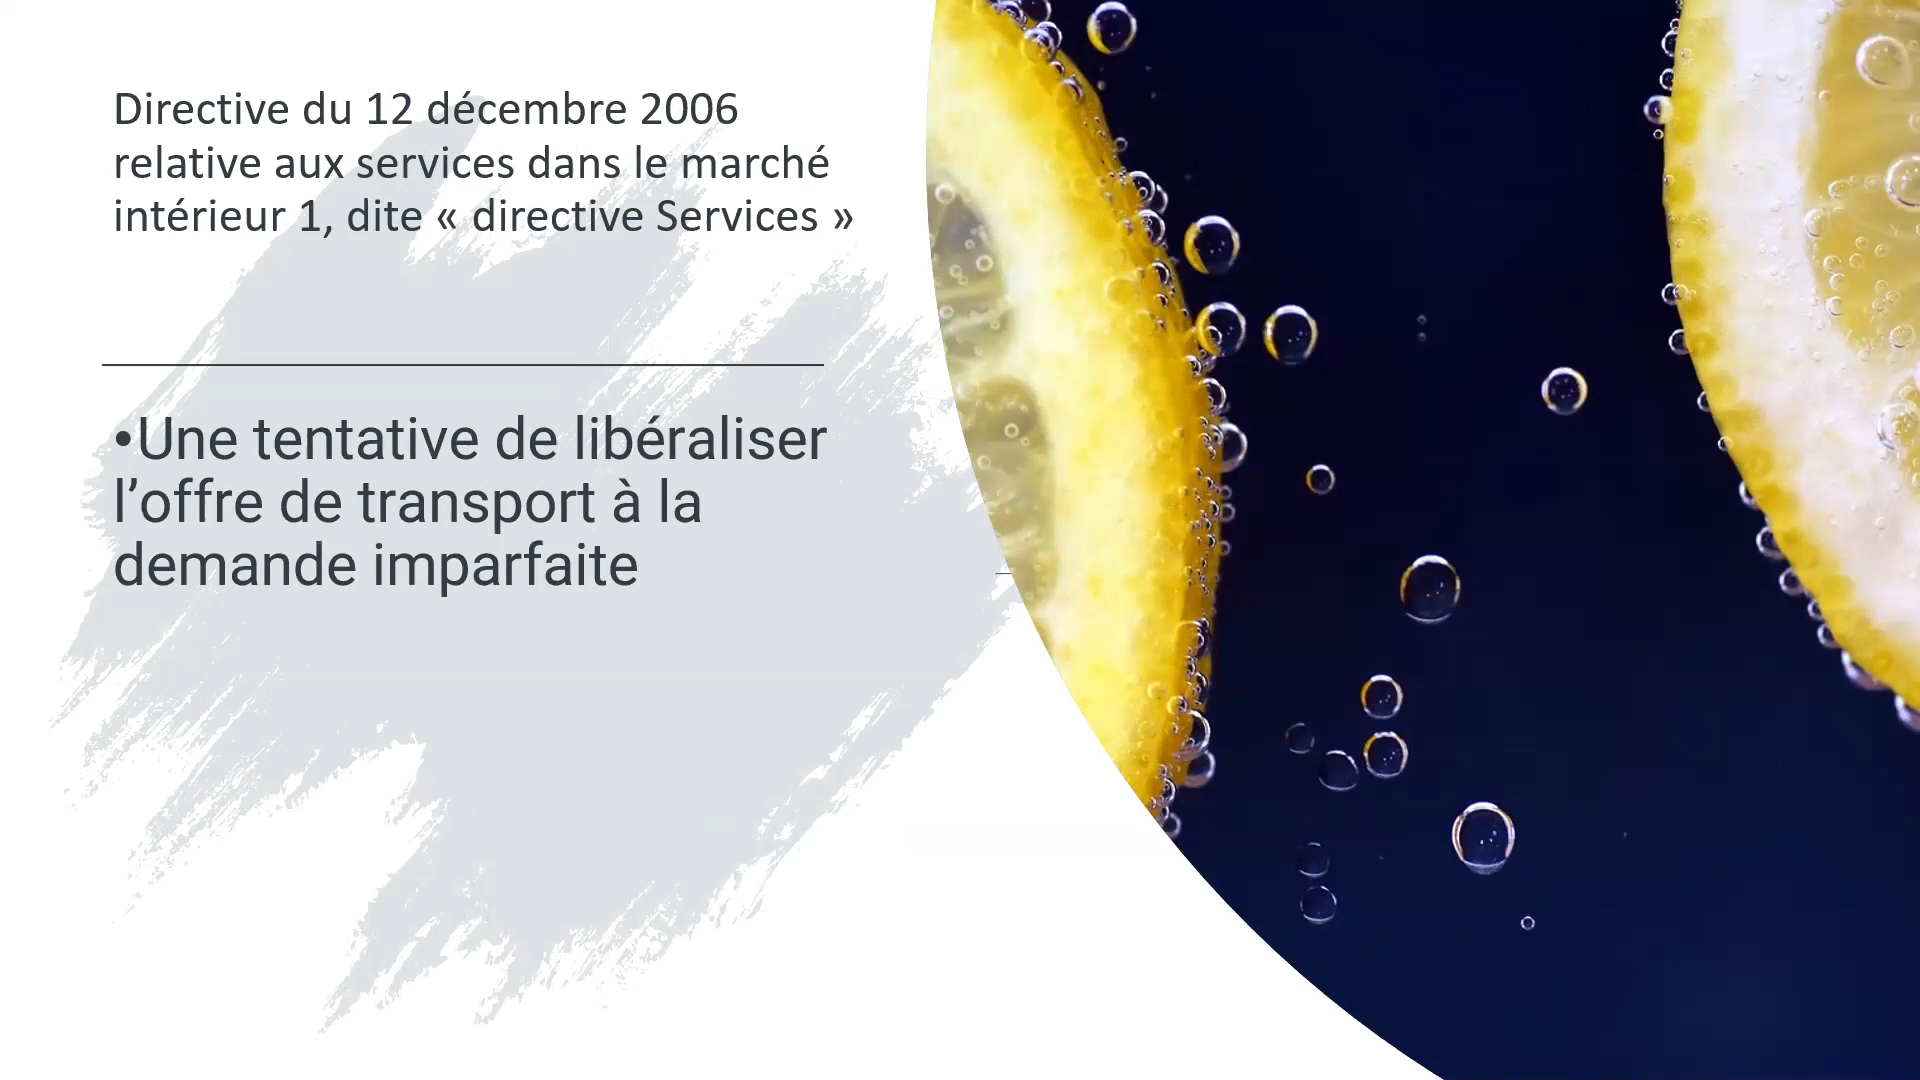 Directive du 12 décembre 2006
relative aux services dans le marché
intérieur 1, dite « directive Services »
•Une tentative de libéraliser
l’offre de transport à la
demande imparfaite